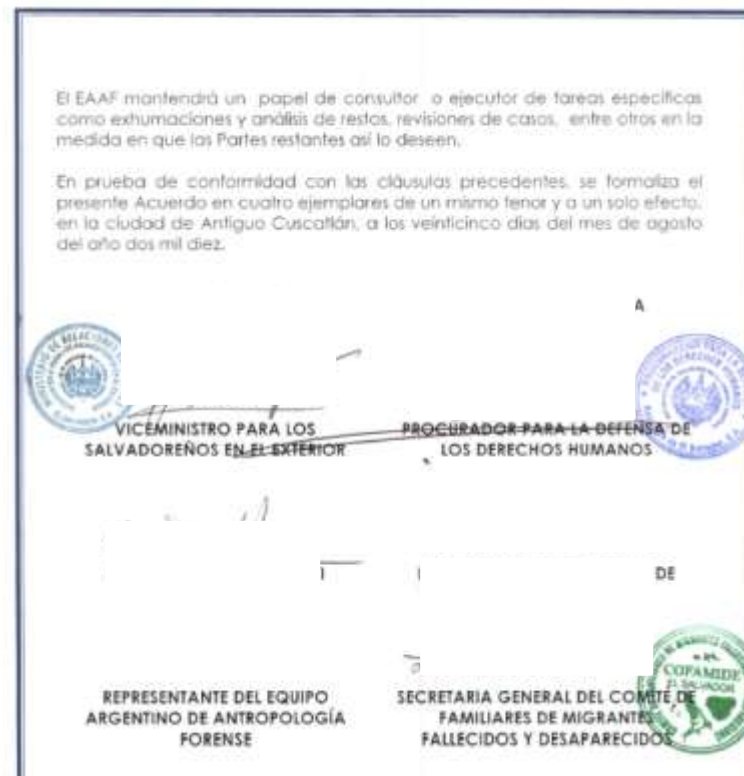 El EAAF mantendrá un papel de consultor o ejecutor de tareas específicas
como exhumaciones y análisis de restos, revisiones de casos, entre otros en la
medida en que las Partes restantes así lo deseen.
En prueba de conformidad con las cláusulas precedentes, se formaliza el
presente Acuerdo en cuatro ejemplares de un mismo tenor y a un solo efecto,
en la ciudad de Antiguo Cuscatlán, a los veinticinco días del mes de agosto
del año dos mil diez.
A
VICEMINISTRO PARA LOS
SALVADOREÑOS EN EL EXTERIOR
PROCURADOR PARA LA DEFENSA DE
LOS DERECHOS HUMANOS
DE
REPRESENTANTE DEL EQUIPO
ARGENTINO DE ANTROPOLOGÍA
FORENSE
SECRETARIA GENERAL DEL COMITÉ DE
FAMILIARES DE MIGRANTES
FALLECIDOS Y DESAPARECIDOS
COFAMIDE
EL SALVADOR